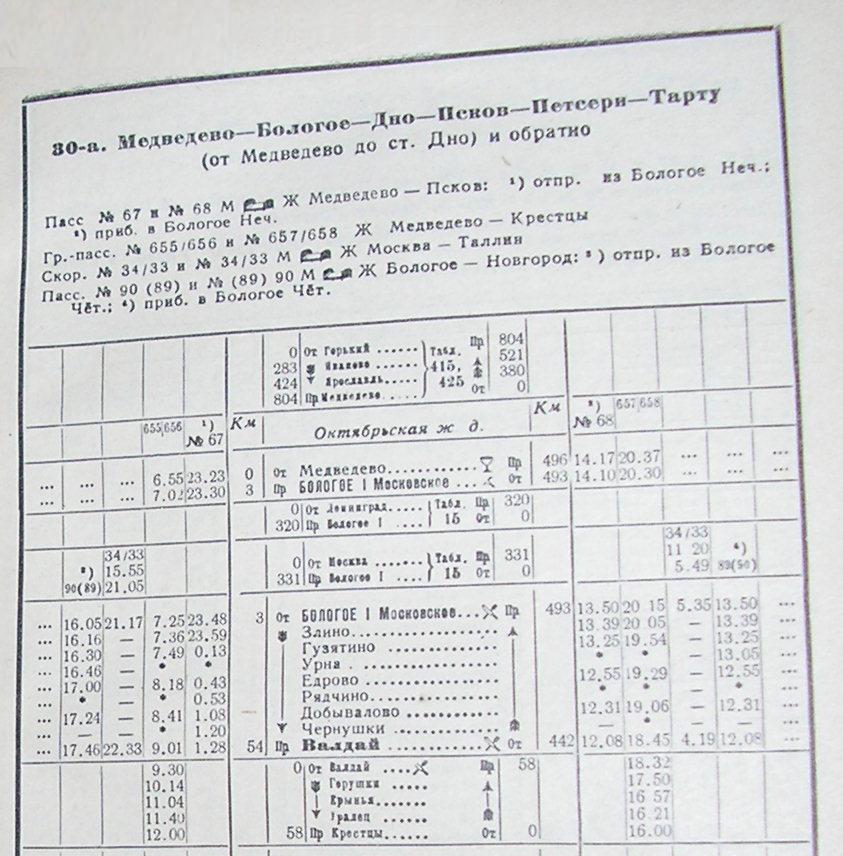 30-а. Медведево—Бологое—Дно—Псков—Петсери—Тарту
(от Медведево до ст. Дно) и обратно
Пасс № 67 и № 68 М Ж Медведево — Псков: ¹) отпр. из Бологое Неч.;
²) приб. в Бологое Неч.
Гр.-пасс. № 655/656 и № 657/658 Ж Медведево — Крестцы
Скор. № 34/33 и № 34/33 М Ж Москва — Таллин
Пасс. № 90 (89) и № (89) 90 М Ж Бологое — Новгород: ³) отпр. из Бологое
Чёт.; ⁴) приб. в Бологое Чёт.
0 От Горький ...... Табл. Пр 804
283 Иваново ...... 415, 521
424 Ярославль..... 425 380
804 Пр Медведево..... От 0
655/656 ¹) № 67 Км Октябрьская ж д. Км ²) № 68 657/658
... ... ... 6.55 23.23 0 От Медведево............ Пр 496 14.17 20.37 ... ... ...
... ... ... 7.02 23.30 3 Пр БОЛОГОЕ I Московское ... От 493 14.10 20.30 ... ... ...
0 От Ленинград. Табл. Пр 320
320 Пр Бологое I .... 15 От 0
34/33 34/33
15.55 0 От Москва ....... Табл. Пр 331 11 20 ⁴)
90(89) 21.05 331 Пр Бологое I .... 15 От 0 5.49 89(90)
... 16.05 21.17 7.25 23.48 3 От БОЛОГОЕ I Московское... Пр 493 13.50 20 15 5.35 13.50 ...
... 16.16 — 7.36 23.59 Злино............... 13.39 20 05 — 13.39 ...
... 16.30 — 7.49 0.13 Гузятино ............ 13.25 19.54 — 13.25 ...
... 16.46 — * * Урна . ............ * * — 13.05 ...
... 17.00 — 8.18 0.43 Едрово ............ 12.55 19.29 — 12.55 ...
... * — * 0.53 Рядчино............ * * — * ...
... 17.24 — 8.41 1.08 Добывалово ............ 12.31 19.06 — 12.31 ...
... — — * 1.20 Чернушки ............ — * — — ...
... 17.46 22.33 9.01 1.28 54 Пр Валдай ............ От 442 12.08 18.45 4.19 12.08 ...
9.30 0 От Валдай .... Пр 58 18.32
10.14 Горушки ..... 17.50
11.04 Крынья....... 16 57
11.40 16 21
12.00 58 Пр Крестцы...... От 0 16.00